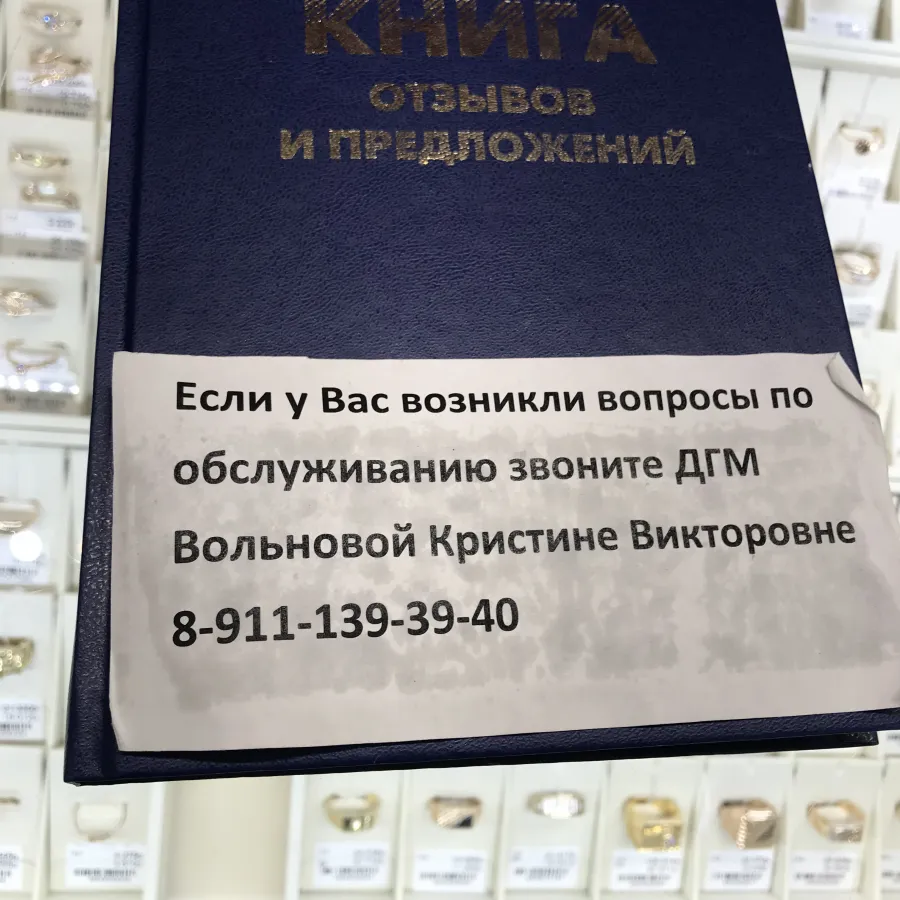 КНИГА
ОТЗЫВОВ
И ПРЕДЛОЖЕНИЙ
Если у Вас возникли вопросы по
обслуживанию звоните ДГМ
Вольновой Кристине Викторовне
8-911-139-39-40